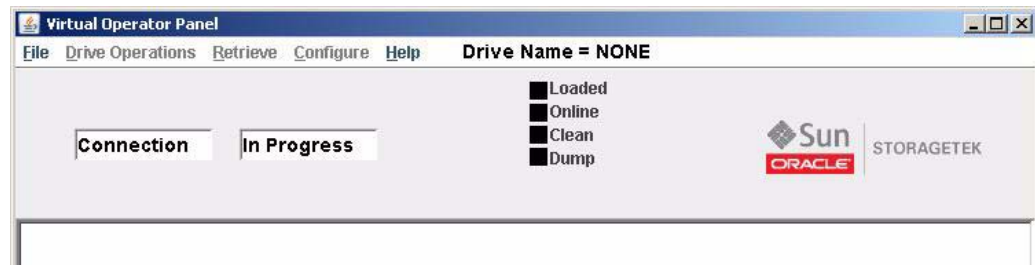 Virtual Operator Panel
File Drive Operations Retrieve Configure Help Drive Name = NONE
Loaded
Online
Clean
Dump
Connection In Progress
Sun
ORACLE
STORAGETEK